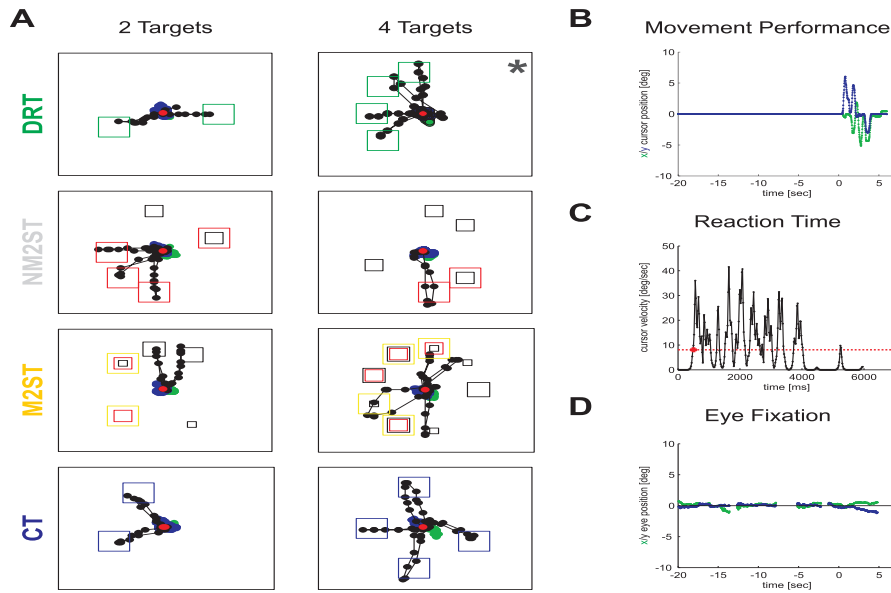 A
2 Targets
4 Targets
DRT
*
NM2ST
M2ST
CT
B
Movement Performance
x/y cursor position [deg]
10
5
0
-5
-10
-20
-15
-10
-5
0
5
time [sec]
C
Reaction Time
cursor velocity [deg/sec]
50
40
30
20
10
0
0
2000
4000
6000
time [ms]
D
Eye Fixation
x/y eye position [deg]
10
5
0
-5
-10
-20
-15
-10
-5
0
5
time [sec]